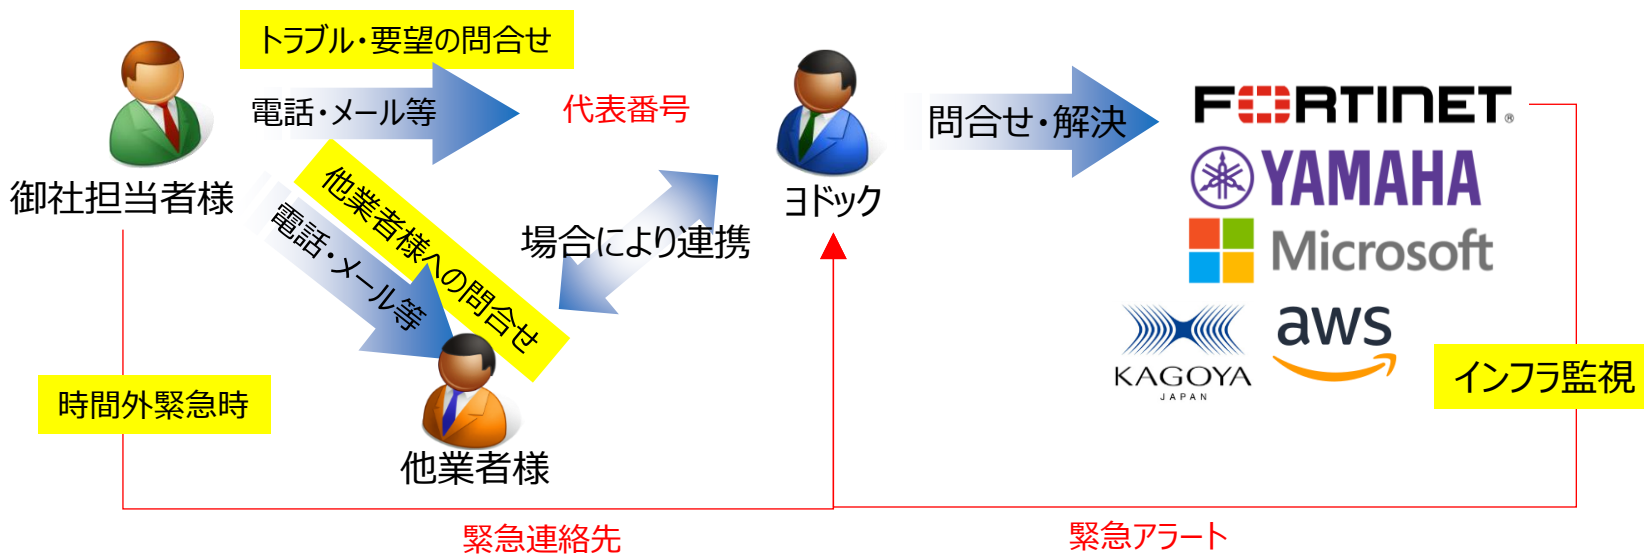 トラブル・要望の問合せ
電話・メール等
代表番号
問合せ・解決
御社担当者様
ヨドック
他業者様への問合せ
電話・メール等
場合により連携
FORTINET®
YAMAHA
Microsoft
KAGOYA
JAPAN
aws
インフラ監視
時間外緊急時
他業者様
緊急連絡先
緊急アラート